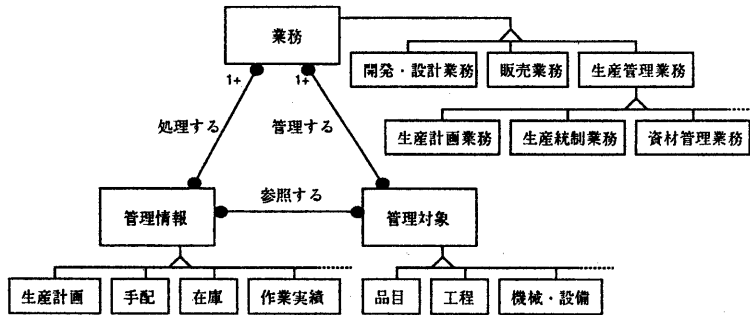 業務
開発・設計業務 販売業務 生産管理業務
1+ 1+
処理する 管理する
生産計画業務 生産統制業務 資材管理業務
参照する
管理情報 管理対象
生産計画 手配 在庫 作業実績 品目 工程 機械・設備